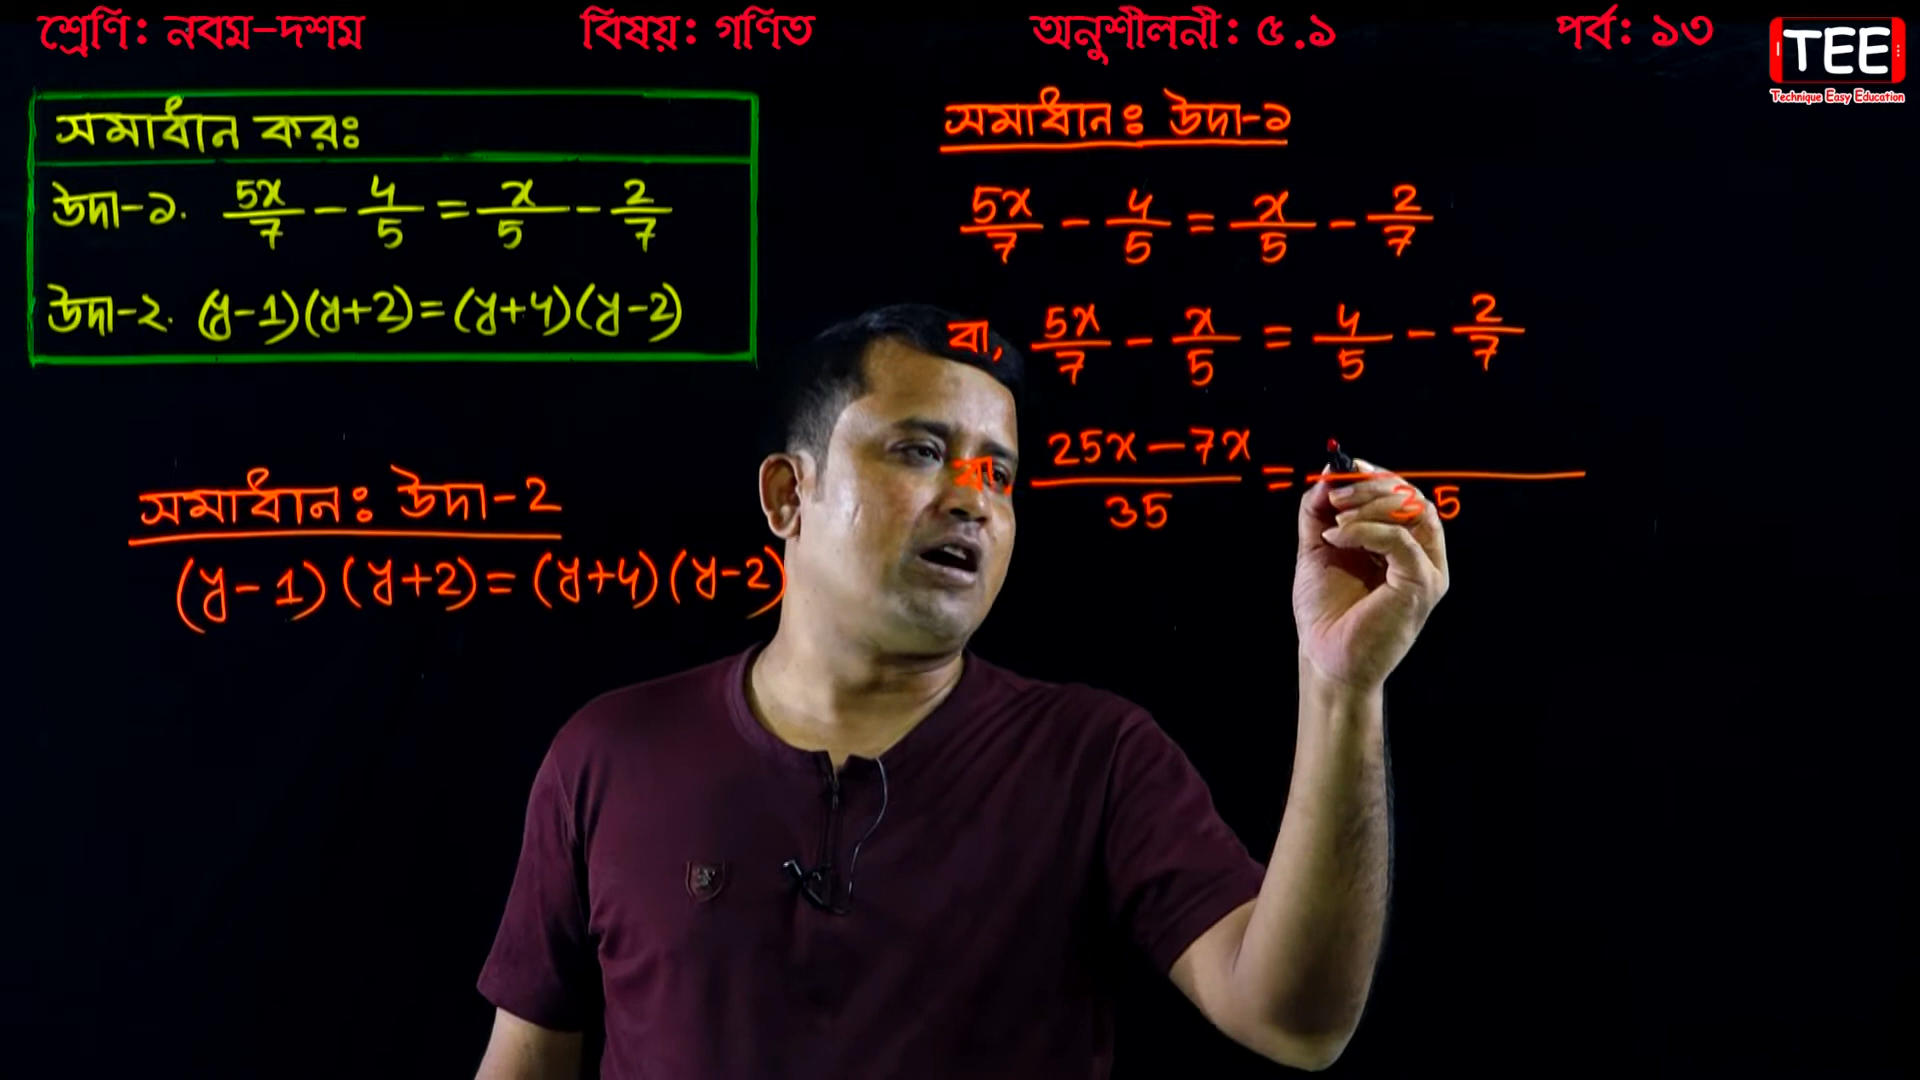 শ্রেণি: নবম-দশম বিষয়: গণিত অনুশীলনী: ৫.১ পর্ব: ১৩
TEE
Technique Easy Education
সমাধান করঃ
উদা-১. 5x/7 - 4/5 = x/5 - 2/7
উদা-২. (y-1)(y+2)=(y+4)(y-2)
সমাধানঃ উদা-১
5x/7 - 4/5 = x/5 - 2/7
বা, 5x/7 - x/5 = 4/5 - 2/7
বা, 25x-7x/35 = /35
সমাধানঃ উদা-2
(y-1)(y+2)=(y+4)(y-2)